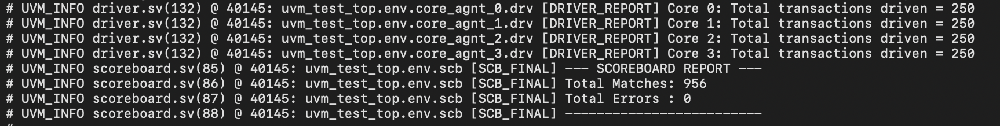 # UVM_INFO driver.sv(132) @ 40145: uvm_test_top.env.core_agnt_0.drv [DRIVER_REPORT] Core 0: Total transactions driven = 250
# UVM_INFO driver.sv(132) @ 40145: uvm_test_top.env.core_agnt_1.drv [DRIVER_REPORT] Core 1: Total transactions driven = 250
# UVM_INFO driver.sv(132) @ 40145: uvm_test_top.env.core_agnt_2.drv [DRIVER_REPORT] Core 2: Total transactions driven = 250
# UVM_INFO driver.sv(132) @ 40145: uvm_test_top.env.core_agnt_3.drv [DRIVER_REPORT] Core 3: Total transactions driven = 250
# UVM_INFO scoreboard.sv(85) @ 40145: uvm_test_top.env.scb [SCB_FINAL] --- SCOREBOARD REPORT ---
# UVM_INFO scoreboard.sv(86) @ 40145: uvm_test_top.env.scb [SCB_FINAL] Total Matches: 956
# UVM_INFO scoreboard.sv(87) @ 40145: uvm_test_top.env.scb [SCB_FINAL] Total Errors : 0
# UVM_INFO scoreboard.sv(88) @ 40145: uvm_test_top.env.scb [SCB_FINAL] -------------------------
#